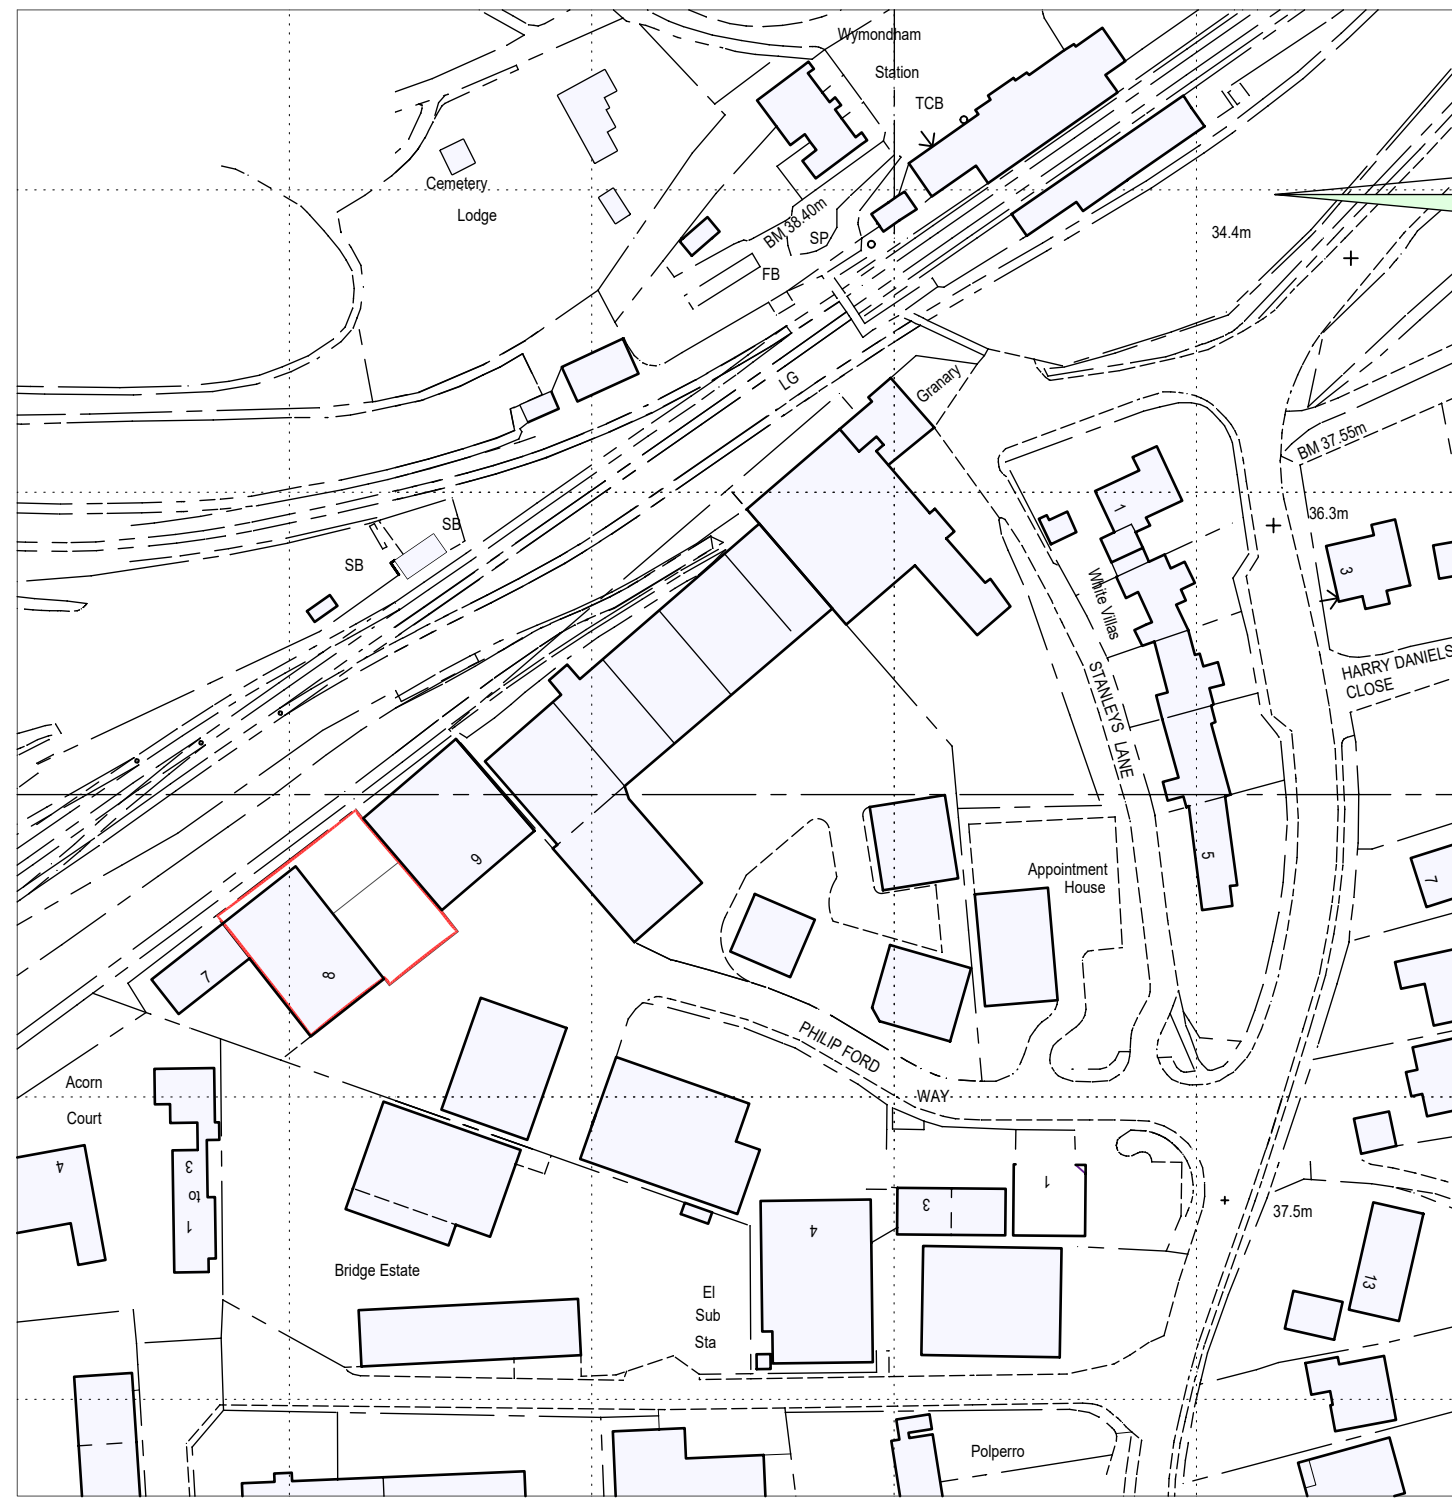 Wymondham
Station
TCB
Cemetery
Lodge
BM 38.40m
SP
34.4m
FB
LG
Granary
BM 37.55m
1
SB
36.3m
SB
3
White Villas
HARRY DANIELS
CLOSE
STANLEYS LANE
9
5
Appointment
House
7
8
7
PHILIP FORD
WAY
Acorn
Court
4
3
to
1
1
3
4
37.5m
Bridge Estate
13
El
Sub
Sta
Polperro